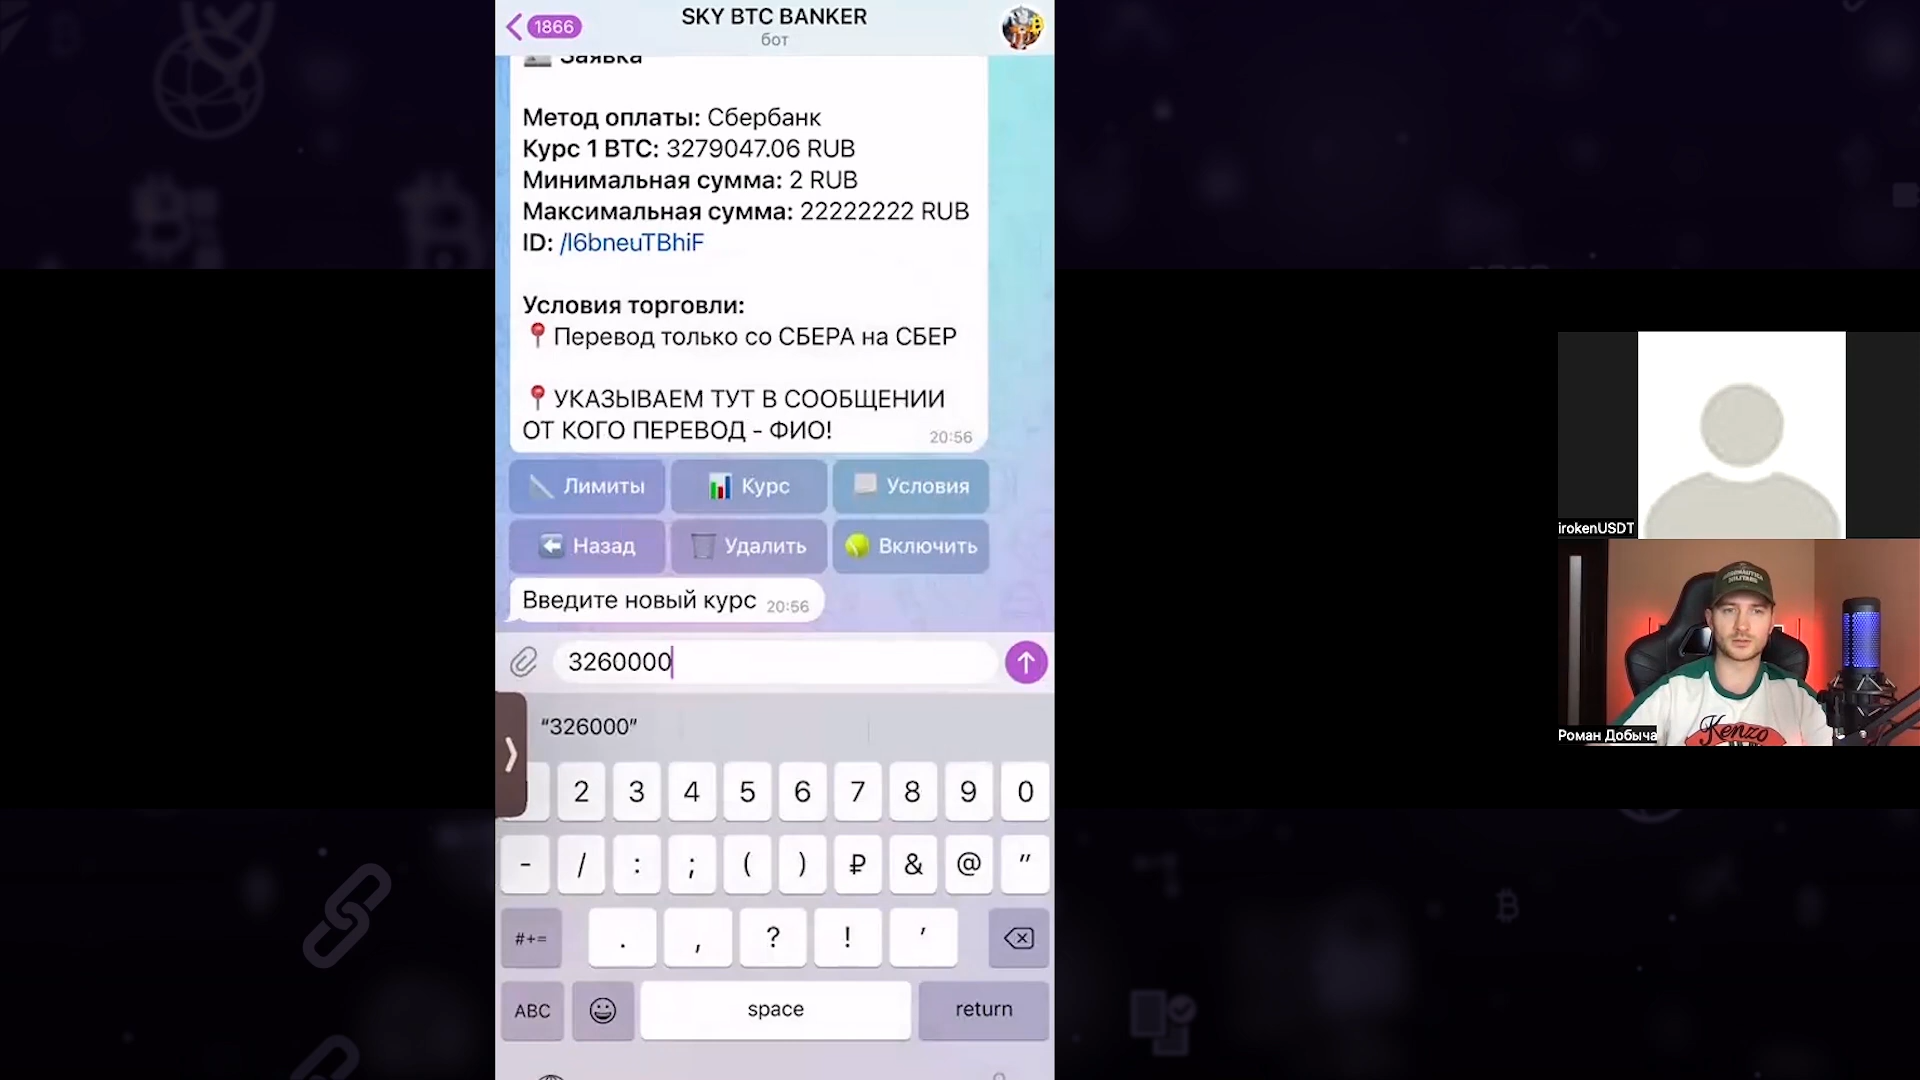 1866
SKY BTC BANKER
бот
Заявка
Метод оплаты: Сбербанк
Курс 1 BTC: 3279047.06 RUB
Минимальная сумма: 2 RUB
Максимальная сумма: 22222222 RUB
ID: /l6bneuTBhiF
Условия торговли:
📍Перевод только со СБЕРА на СБЕР
📍УКАЗЫВАЕМ ТУТ В СООБЩЕНИИ
ОТ КОГО ПЕРЕВОД - ФИО!
20:56
Лимиты
Курс
Условия
Назад
Удалить
Включить
Введите новый курс 20:56
3260000
“326000”
2 3 4 5 6 7 8 9 0
- / : ; ( ) ₽ & @ "
#+= . , ? ! '
ABC space return
irokenUSDT
Kenzo
Роман Добыча